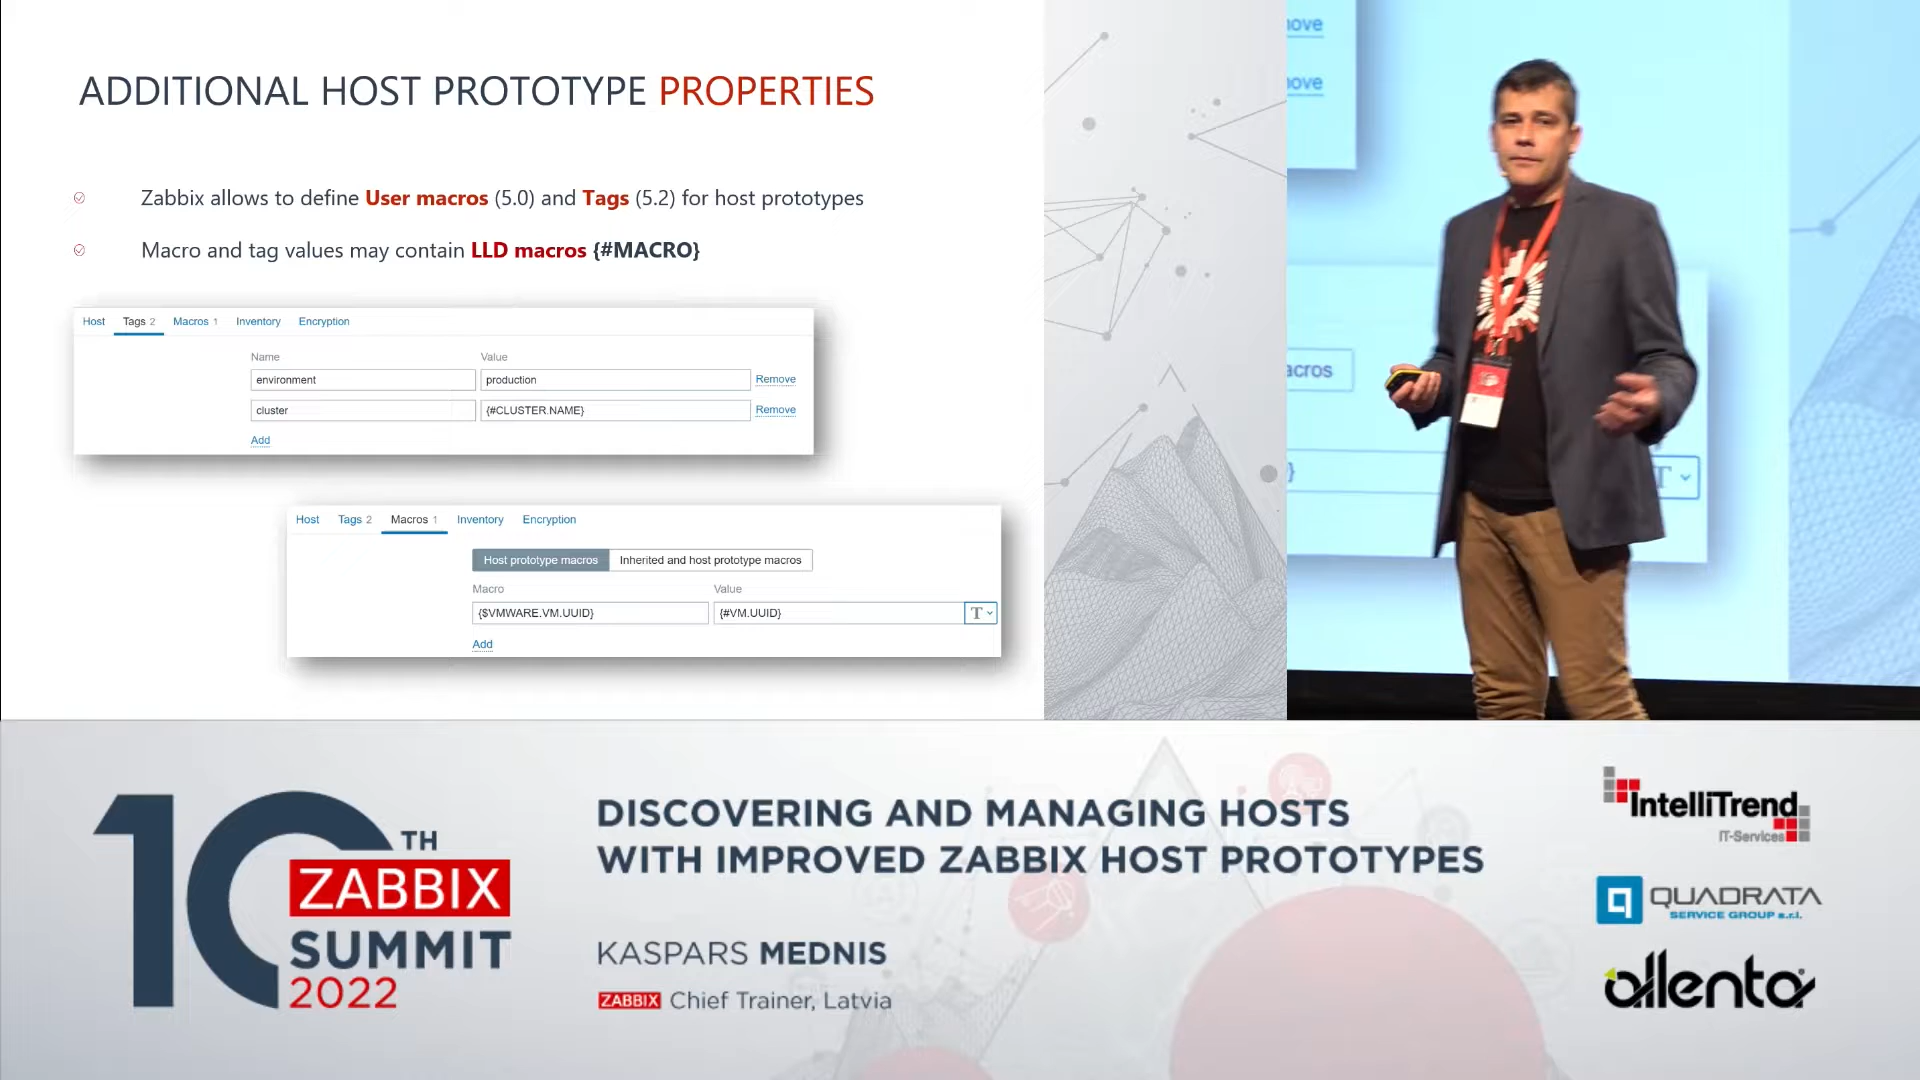 ADDITIONAL HOST PROTOTYPE PROPERTIES
Zabbix allows to define User macros (5.0) and Tags (5.2) for host prototypes
Macro and tag values may contain LLD macros {#MACRO}
Host Tags 2 Macros 1 Inventory Encryption
Name Value
environment production Remove
cluster {#CLUSTER.NAME} Remove
Add
Host Tags 2 Macros 1 Inventory Encryption
Host prototype macros Inherited and host prototype macros
Macro Value
{$VMWARE.VM.UUID} {#VM.UUID} T
Add
ove
ove
acros
} T
10TH
ZABBIX
SUMMIT
2022
DISCOVERING AND MANAGING HOSTS
WITH IMPROVED ZABBIX HOST PROTOTYPES
KASPARS MEDNIS
ZABBIX Chief Trainer, Latvia
IntelliTrend
IT-Services
QUADRATA
SERVICE GROUP s.r.l.
allenta